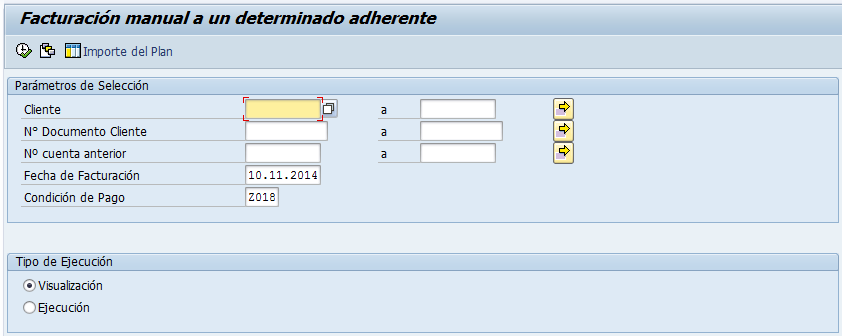 Facturación manual a un determinado adherente
Importe del Plan
Parámetros de Selección
Cliente a
N° Documento Cliente a
Nº cuenta anterior a
Fecha de Facturación 10.11.2014
Condición de Pago Z018
Tipo de Ejecución
Visualización
Ejecución